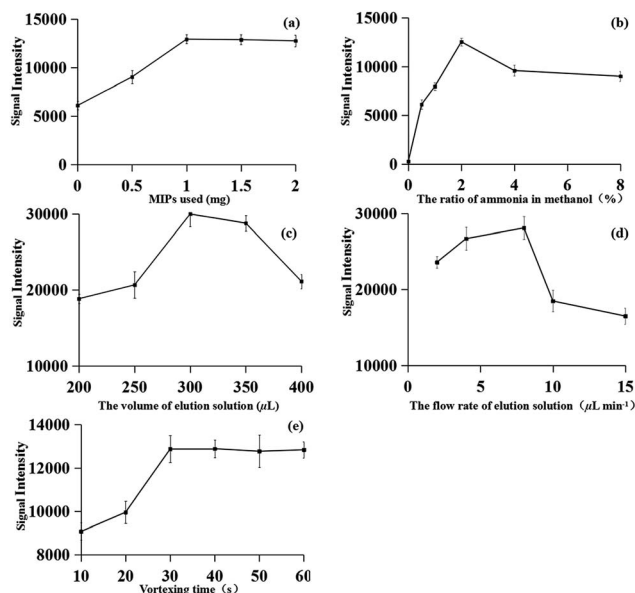 (a)
Signal Intensity
15000
10000
5000
0
0 0.5 1 1.5 2
MIPs used (mg)
(b)
Signal Intensity
15000
10000
5000
0
0 2 4 6 8
The ratio of ammonia in methanol（%）
(c)
Signal Intensity
30000
20000
10000
200 250 300 350 400
The volume of elution solution (μL)
(d)
Signal Intensity
30000
20000
10000
0 5 10 15
The flow rate of elution solution（μL min-1）
(e)
Signal Intensity
14000
12000
10000
8000
10 20 30 40 50 60
Vortexing time（s）